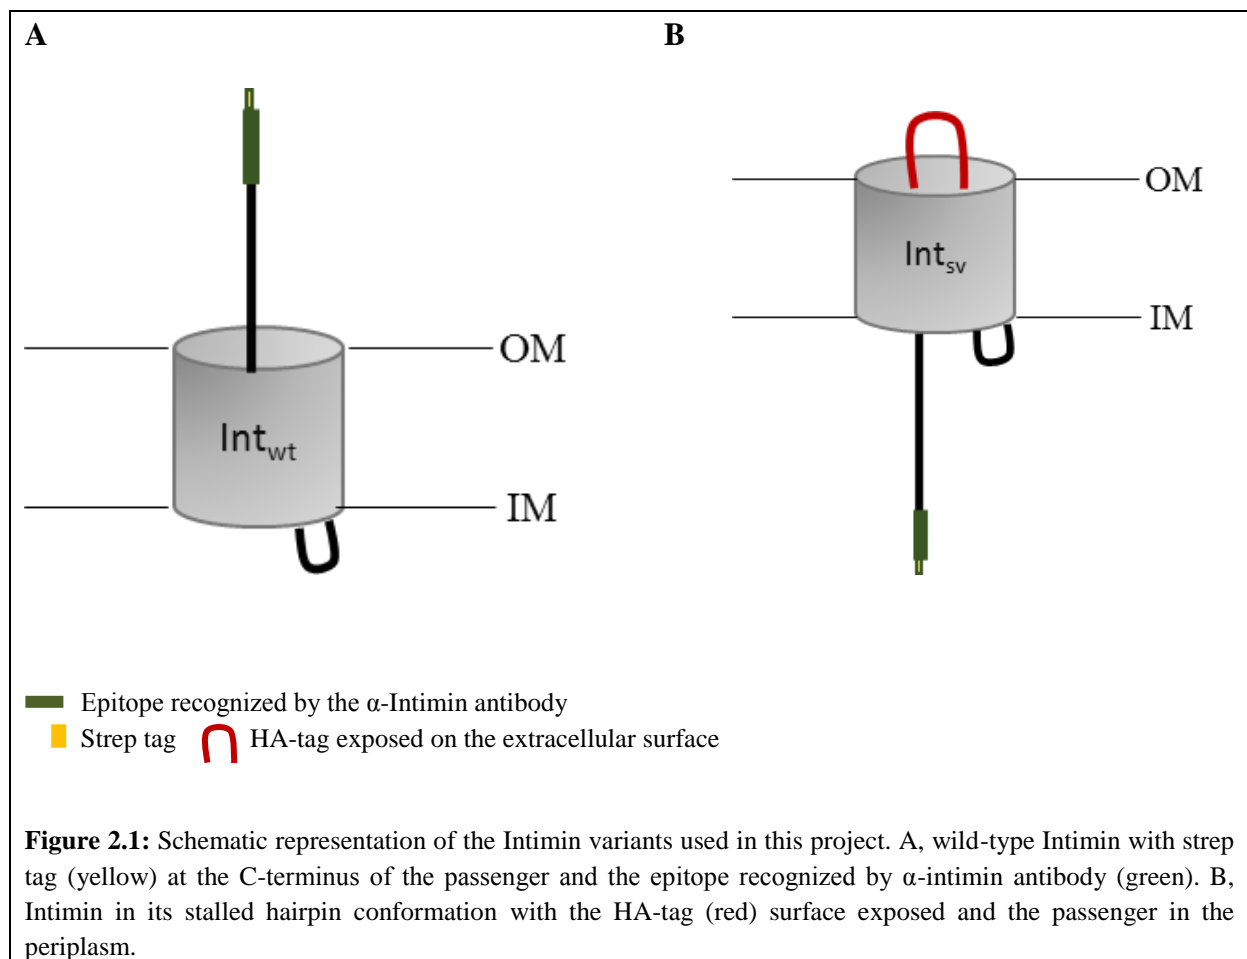 A
B
OM
Int_sv
IM
OM
Int_wt
IM
Epitope recognized by the α-Intimin antibody
Strep tag HA-tag exposed on the extracellular surface
Figure 2.1: Schematic representation of the Intimin variants used in this project. A, wild-type Intimin with strep
tag (yellow) at the C-terminus of the passenger and the epitope recognized by α-intimin antibody (green). B,
Intimin in its stalled hairpin conformation with the HA-tag (red) surface exposed and the passenger in the
periplasm.